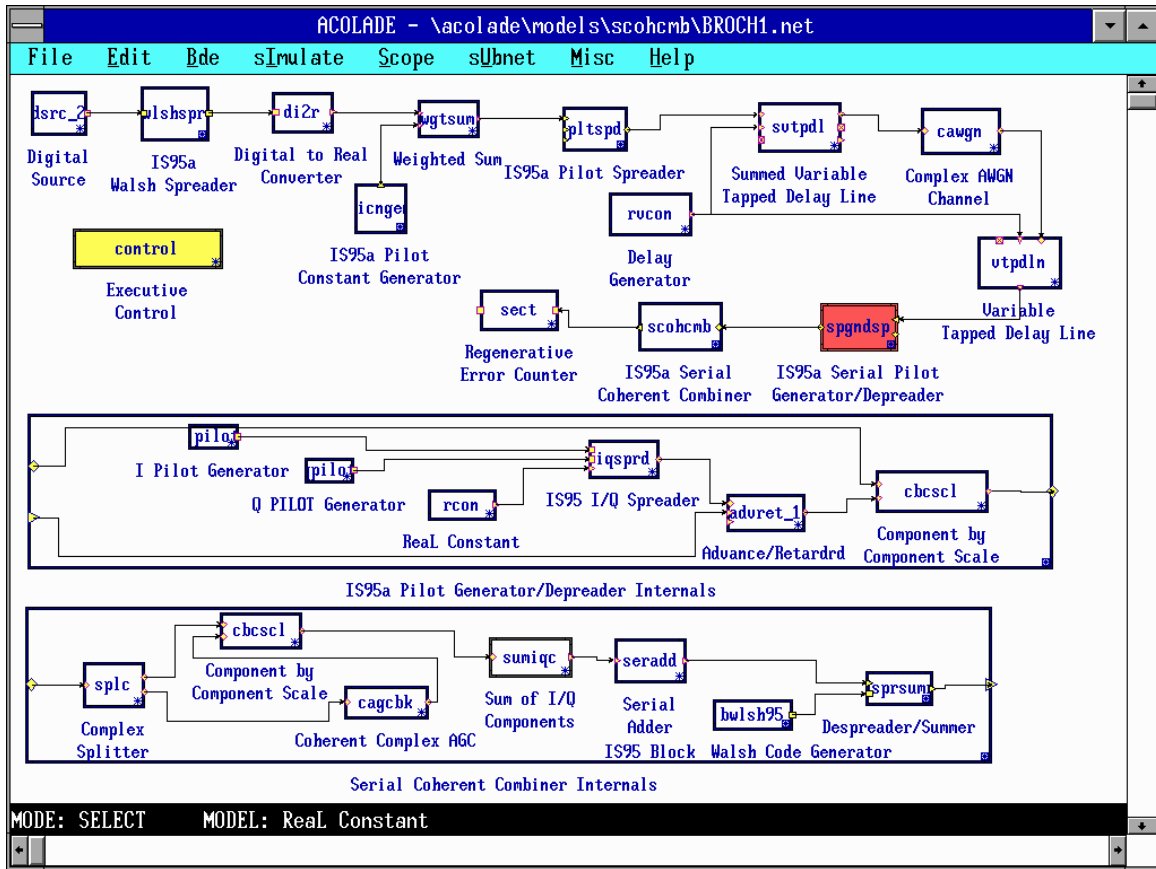 ACOLADE - \acolade\models\scohcmb\BROCH1.net
File Edit Bde sImulate Scope sUbnet Misc Help
dsrc_2 wlshspr di2r wgtsum pltspd svtpdl cawgn
Digital
Source
IS95a
Walsh Spreader
Digital to Real
Converter
Weighted Sum
IS95a Pilot Spreader
Summed Variable
Tapped Delay Line
Complex AWGN
Channel
icnger
IS95a Pilot
Constant Generator
rvcon
Delay
Generator
vtpdln
Variable
Tapped Delay Line
control
Executive
Control
sect
Regenerative
Error Counter
scohcmb
IS95a Serial
Coherent Combiner
spgndsp
IS95a Serial Pilot
Generator/Depreader
pilot
I Pilot Generator
pilot
Q PILOT Generator
rcon
ReaL Constant
iqsprd
IS95 I/Q Spreader
advret_1
Advance/Retardrd
cbcscl
Component by
Component Scale
IS95a Pilot Generator/Depreader Internals
splc
Complex
Splitter
cbcscl
Component by
Component Scale
cagcbk
Coherent Complex AGC
sumiqc
Sum of I/Q
Components
seradd
Serial
Adder
bwlsh95
IS95 Block Walsh Code Generator
sprsum
Despreader/Summer
Serial Coherent Combiner Internals
MODE: SELECT MODEL: ReaL Constant